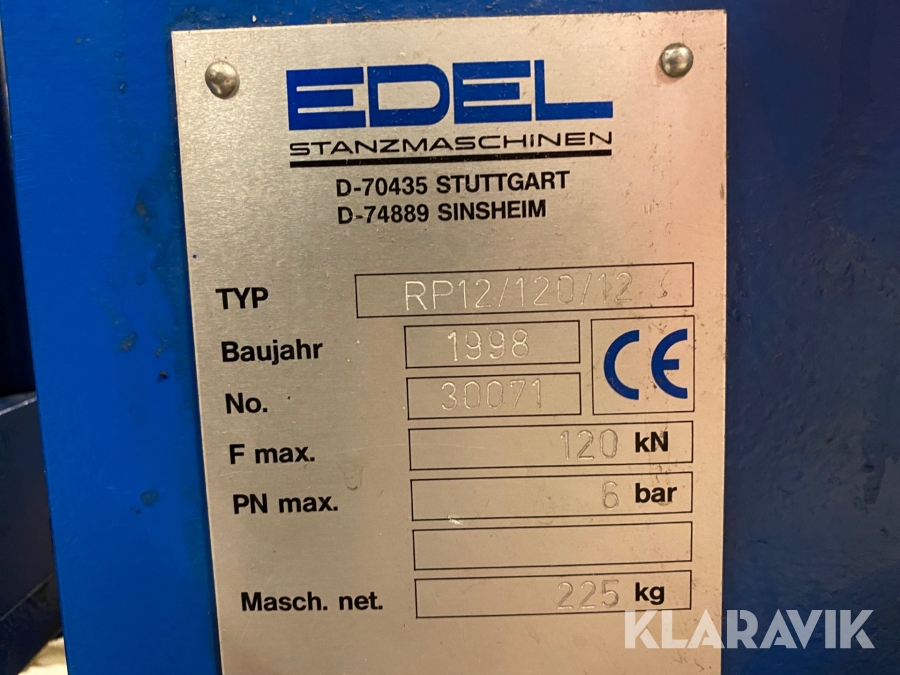 EDEL
STANZMASCHINEN
D-70435 STUTTGART
D-74889 SINSHEIM
TYP RP12/120/12
Baujahr 1998
CE
No. 30071
F max. 120 kN
PN max. 6 bar
Masch. net. 225 kg
KLARAVIK